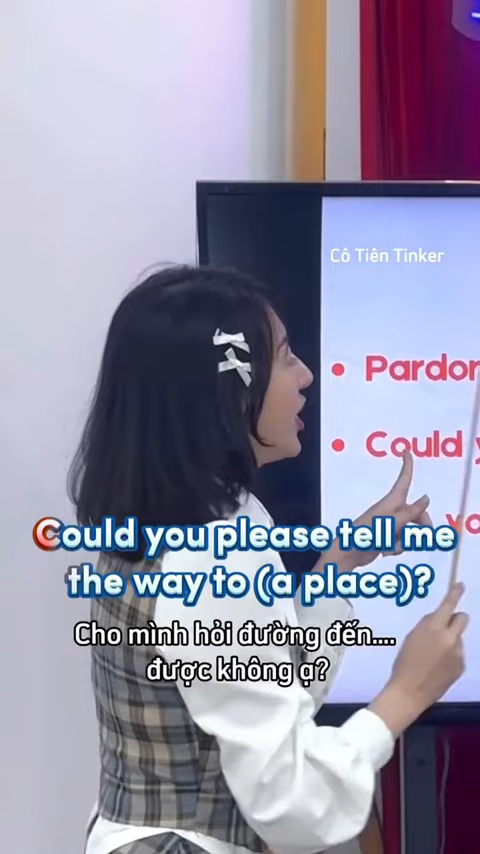 Cô Tiên Tinker
• Pardon
• Could
Could you please tell me
the way to (a place)?
Cho mình hỏi đường đến....
được không ạ?